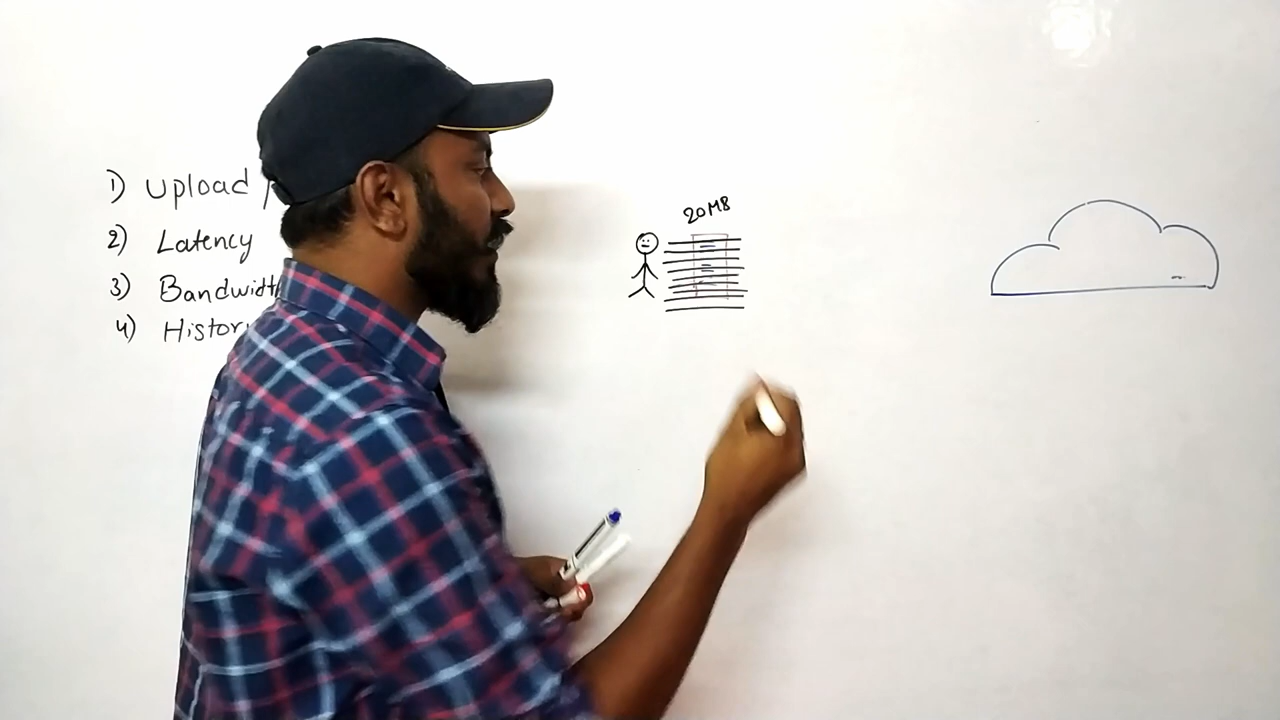 1) Upload /
2) Latency
3) Bandwidt
4) Histor
20MB